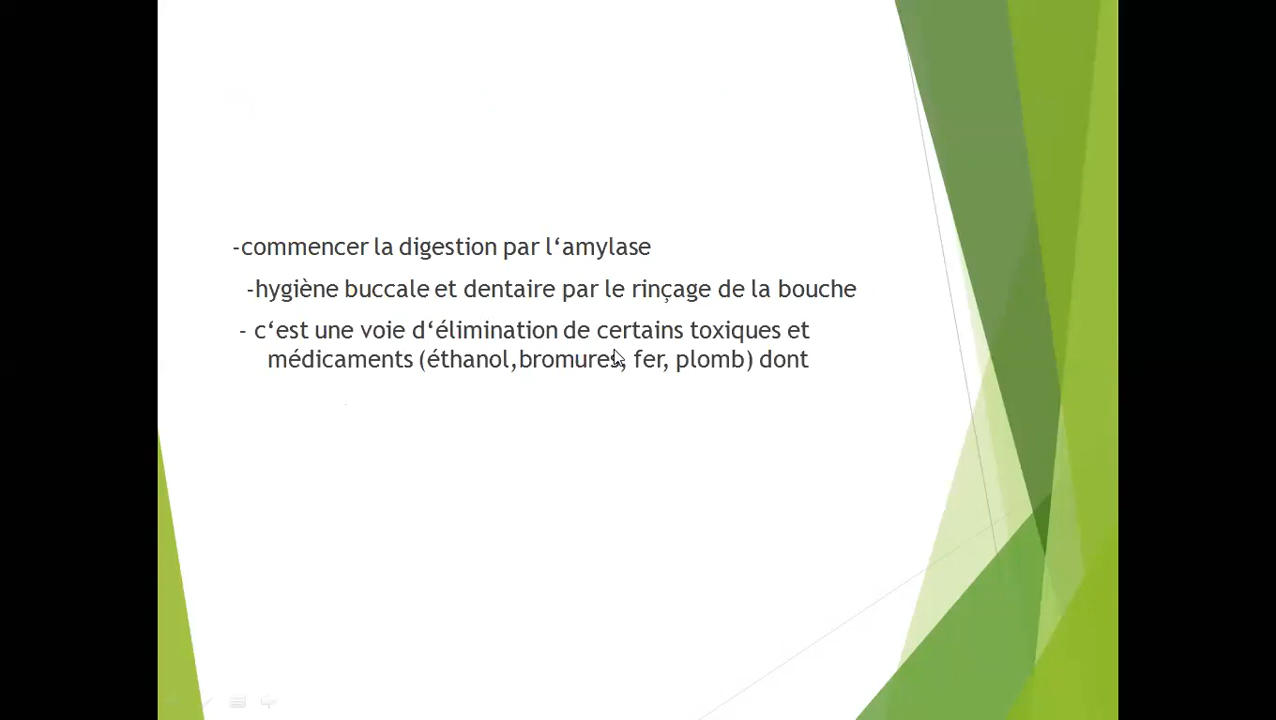 -commencer la digestion par l‘amylase
-hygiène buccale et dentaire par le rinçage de la bouche
- c‘est une voie d‘élimination de certains toxiques et
médicaments (éthanol,bromures, fer, plomb) dont